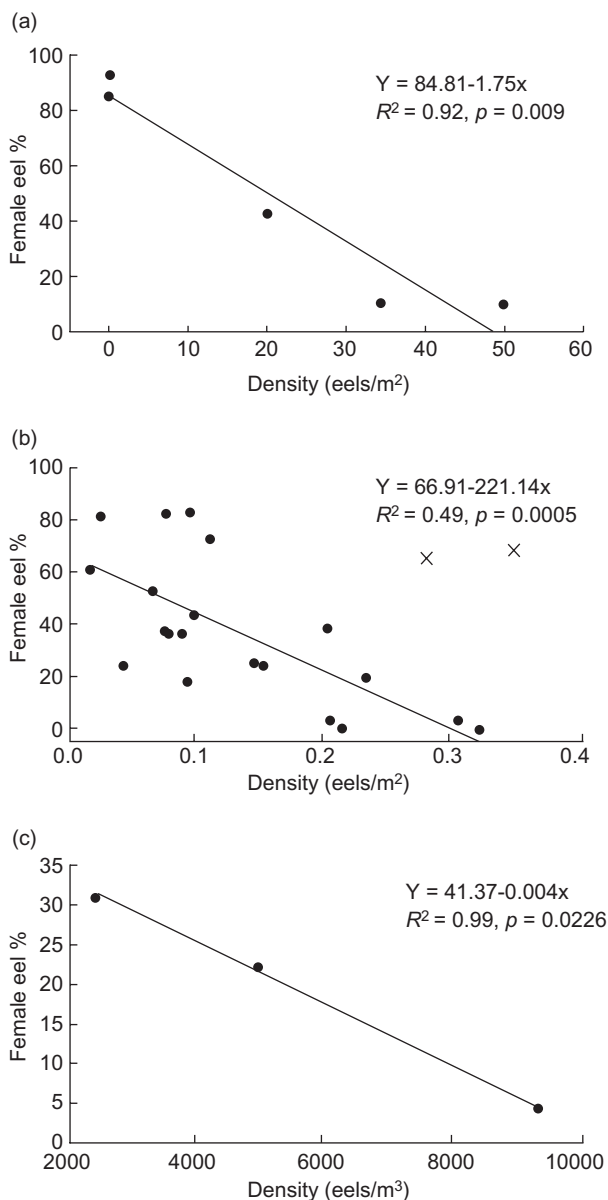 (a)
100
80
60
40
20
0
Female eel %
Y = 84.81-1.75x
R² = 0.92, p = 0.009
0 20 30 40 50 60
Density (eels/m²)
(b)
100
80
60
40
20
0
Female eel %
Y = 66.91-221.14x
R² = 0.49, p = 0.0005
0.0 0.1 0.2 0.3 0.4
Density (eels/m²)
(c)
35
30
25
20
15
10
5
0
Female eel %
Y = 41.37-0.004x
R² = 0.99, p = 0.0226
2000 4000 6000 8000 10000
Density (eels/m³)